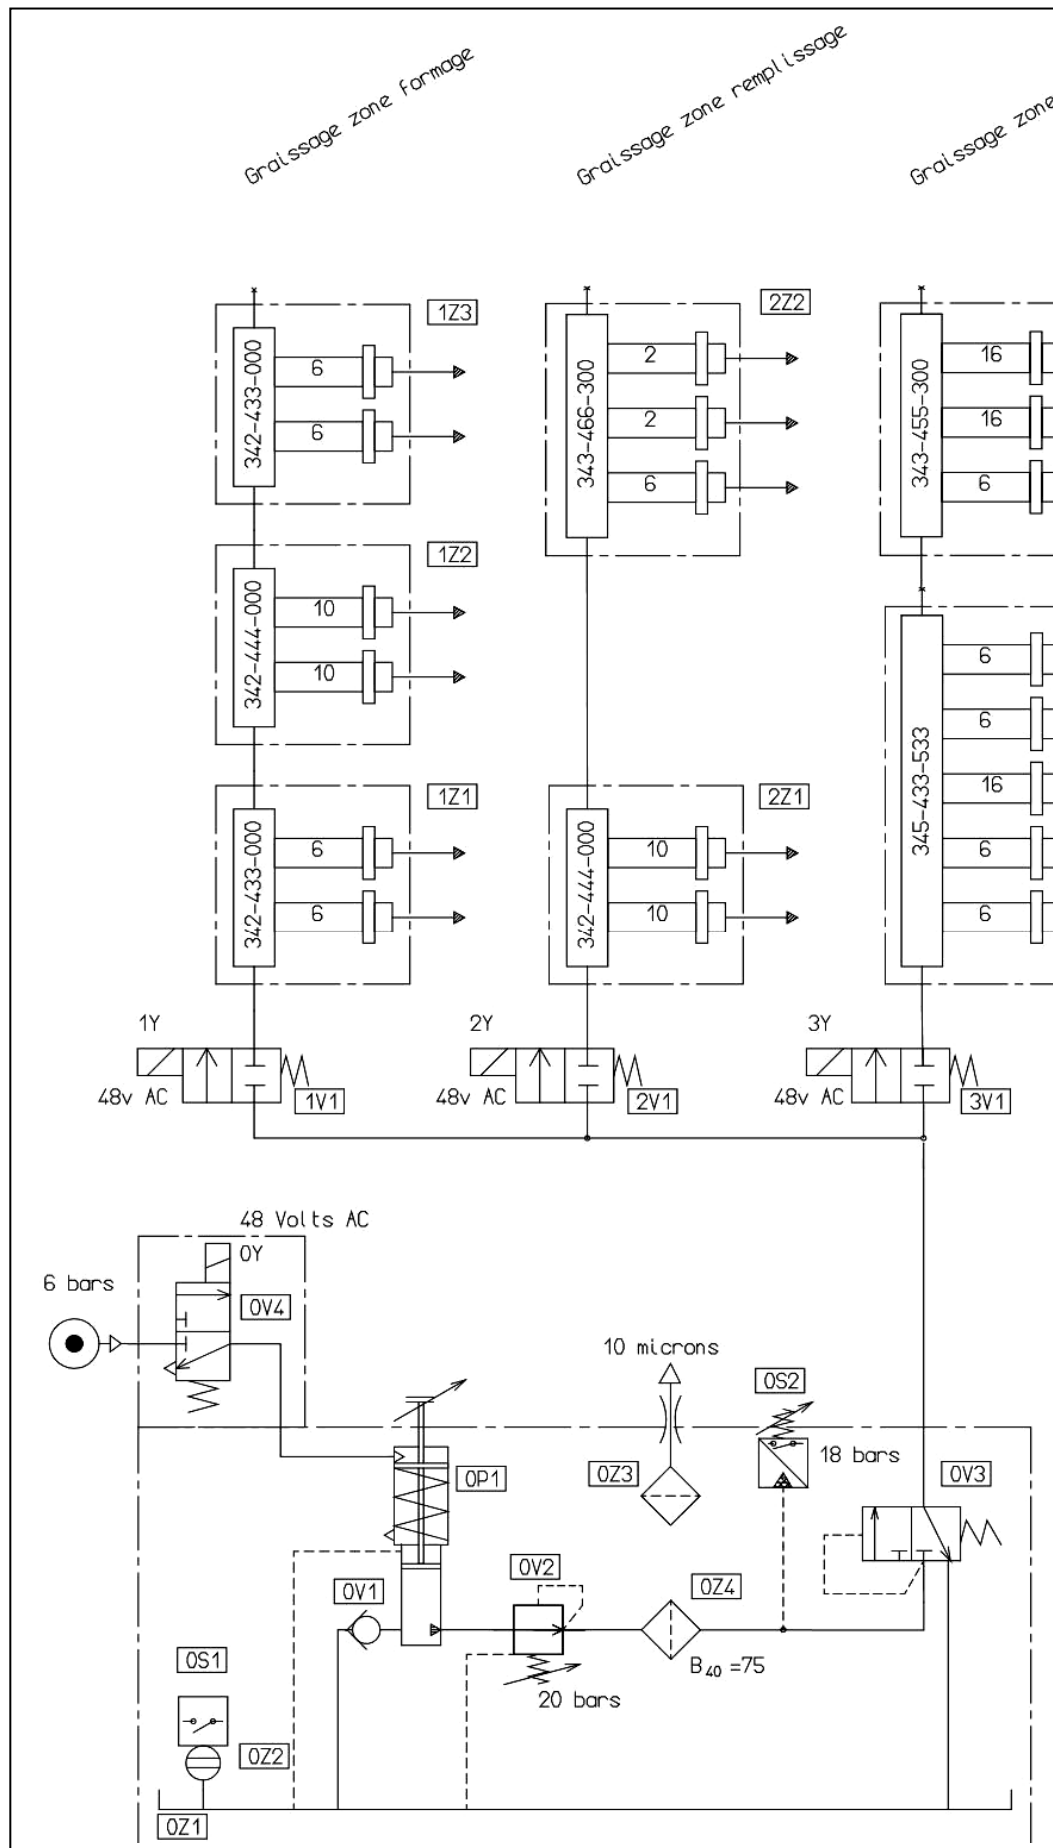 Graissage zone formage
Graissage zone remplissage
Graissage zone
1Z3
342-433-000
6
6
2Z2
343-466-300
2
2
6
343-455-300
16
16
6
1Z2
342-444-000
10
10
1Z1
342-433-000
6
6
2Z1
342-444-000
10
10
345-433-533
6
6
16
6
6
1Y
48v AC
1V1
2Y
48v AC
2V1
3Y
48v AC
3V1
48 Volts AC
0Y
6 bars
0V4
10 microns
0S2
18 bars
0P1
0Z3
0V3
0V1
0V2
0Z4
B40 =75
20 bars
0S1
0Z2
0Z1